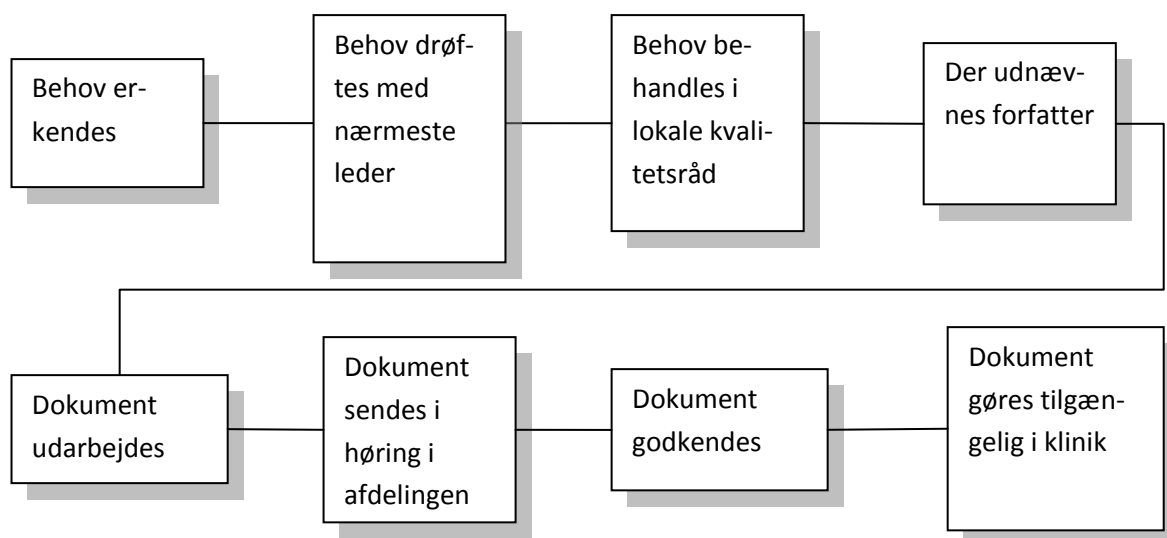 Behov er-
kendes
Behov drøf-
tes med
nærmeste
leder
Behov be-
handles i
lokale kvali-
tetsråd
Der udnæv-
nes forfatter
Dokument
udarbejdes
Dokument
sendes i
høring i
afdelingen
Dokument
godkendes
Dokument
gøres tilgæn-
gelig i klinik